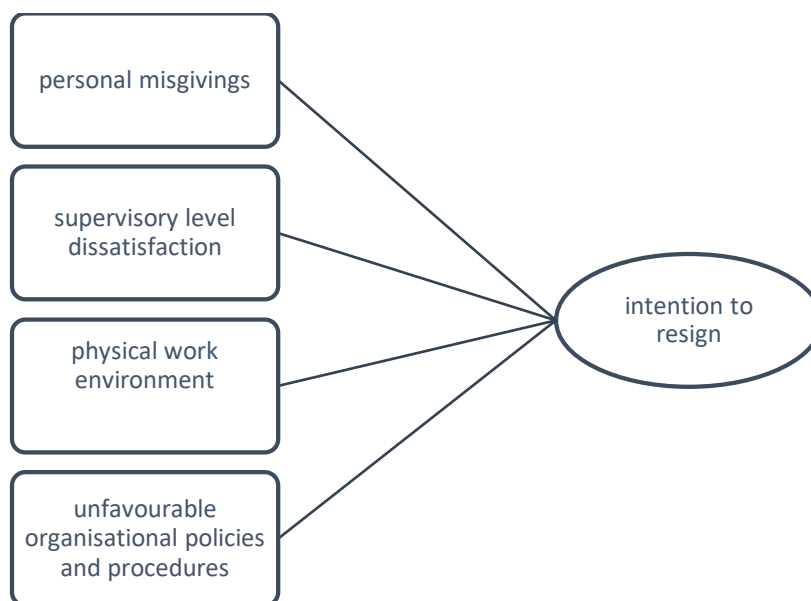 personal misgivings
supervisory level
dissatisfaction
physical work
environment
unfavourable
organisational policies
and procedures
intention to
resign